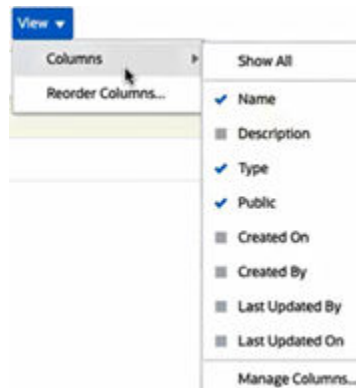 View
Columns
Reorder Columns...
Show All
Name
Description
Type
Public
Created On
Created By
Last Updated By
Last Updated On
Manage Columns...